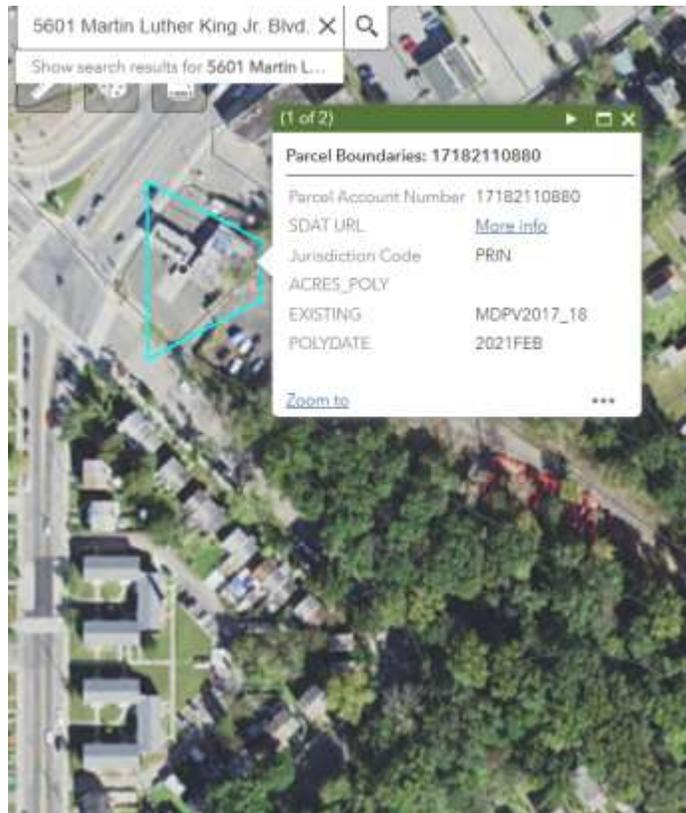 5601 Martin Luther King Jr. Blvd.
Show search results for 5601 Martin L...
(1 of 2)
Parcel Boundaries: 17182110880
Parcel Account Number 17182110880
SDAT URL More info
Jurisdiction Code PRIN
ACRES_POLY
EXISTING MDPV2017_18
POLYDATE 2021FEB
Zoom to